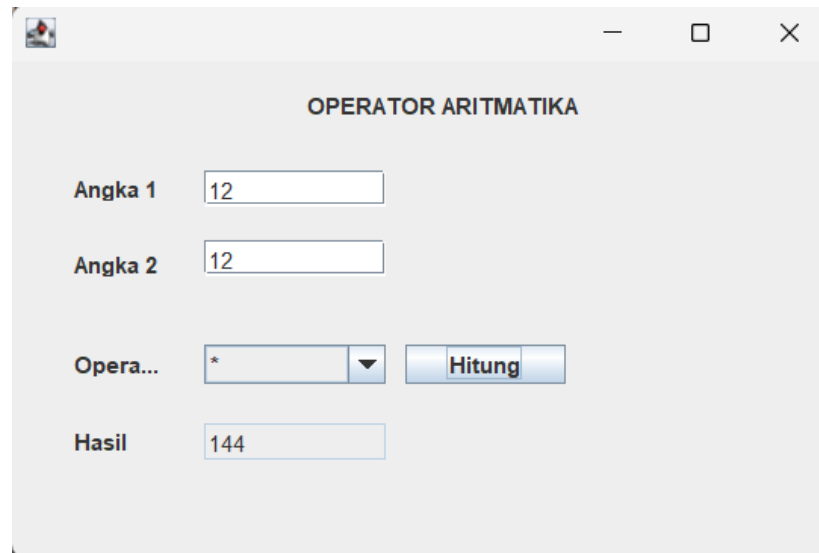 OPERATOR ARITMATIKA
Angka 1 12
Angka 2 12
Opera... * Hitung
Hasil 144